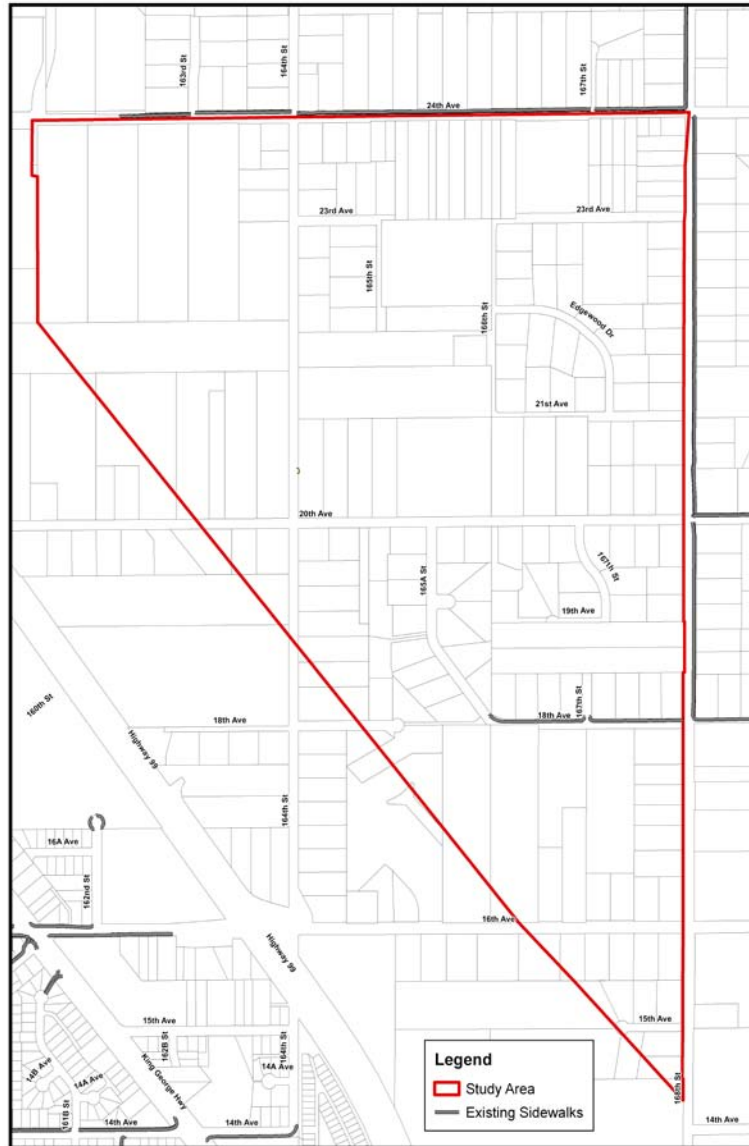 163rd St
164th St
167th St
24th Ave
23rd Ave
23rd Ave
165th St
166th St
Edgewood Dr
21st Ave
20th Ave
165A St
167th St
19th Ave
160th St
18th Ave
18th Ave
167th St
Highway 99
164th St
16A Ave
162nd St
16th Ave
Highway 99
15th Ave
15th Ave
162B St
164th St
14B Ave
14A Ave
King George Hwy
14A Ave
161B St
14th Ave
14th Ave
168th St
14th Ave
Legend
Study Area
Existing Sidewalks